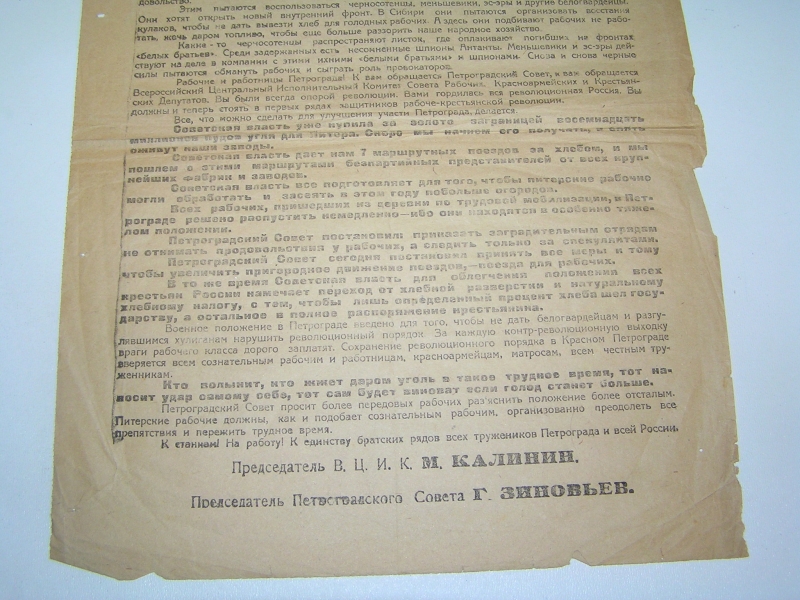 довольство.
Этим пытаются воспользоваться черносотенцы, меньшевики, эс-эры и другие белогвардейцы.
Они хотят открыть новый внутренний фронт. В Сибири они пытаются организовать восстания
кулаков, чтобы не дать вывезти хлеб для голодных рабочих. А здесь они подбивают рабочих не рабо-
тать, жечь даром топливо, чтобы еще больше разорить наше народное хозяйство.
Какие-то черносотенцы распространяют листок, где оплакивают погибших на фронтах
«белых братьев». Среди задержанных есть несомненные шпионы Антанты. Меньшевики и эс-эры дей-
ствуют на деле в компании с этими ихними «белыми братьями» и шпионами. Снова и снова черные
силы пытаются обмануть рабочих и сыграть роль провокаторов.
Рабочие и работницы Петрограда! К вам обращается Петроградский Совет, к вам обращается
Всероссийский Центральный Исполнительный Комитет Совета Рабочих, Красноармейских и Крестьян-
ских Депутатов. Вы были всегда опорой революции. Вами гордилась вся революционная Россия. Вы
должны и теперь стоять в первых рядах защитников рабоче-крестьянской революции.
Все, что можно сделать для улучшения участи Петрограда, делается.
Советская власть уже купила за золото заграницей восемнадцать
миллионов пудов угля для Питера. Скоро мы начнем его получать, и опять
оживут наши заводы.
Советская власть дает нам 7 маршрутных поездов за хлебом, и мы
пошлем с этими маршрутами беспартийных представителей от всех круп-
нейших фабрик и заводов.
Советская власть все подготовляет для того, чтобы питерские рабочие
могли обработать и засеять в этом году побольше огородов.
Всех рабочих, пришедших из деревни по трудовой мобилизации, в Пет-
рограде решено распустить немедленно—ибо они находятся в особенно тяже-
лом положении.
Петроградский Совет постановил: приказать заградительным отрядам
не отнимать продовольствия у рабочих, а следить только за спекулянтами.
Петроградский Совет сегодня постановил принять все меры к тому
чтобы увеличить пригородное движение поездов,—поезда для рабочих.
В то же время Советская власть для облегчения положения всех
крестьян России намечает переход от хлебной разверстки к натуральному
хлебному налогу, с тем, чтобы лишь определенный процент хлеба шел госу-
дарству, а остальное в полное распоряжение крестьянина.
Военное положение в Петрограде введено для того, чтобы не дать белогвардейцам и разгу-
лявшимся хулиганам нарушить революционный порядок. За каждую контр-революционную выходку
враги рабочего класса дорого заплатят. Сохранение революционного порядка в Красном Петрограде
вверяется всем сознательным рабочим и работницам, красноармейцам, матросам, всем честным тру-
женникам.
Кто волынит, кто жжет даром уголь в такое трудное время, тот на-
носит удар самому себе, тот сам будет виноват если голод станет больше.
Петроградский Совет просит более передовых рабочих раз'яснить положение более отсталым.
Питерские рабочие должны, как и подобает сознательным рабочим, организованно преодолеть все
препятствия и пережить трудное время.
К станкам! На работу! К единству братских рядов всех тружеников Петрограда и всей России.
Председатель В. Ц. И. К. М. КАЛИНИН.
Председатель Петроградского Совета Г. ЗИНОВЬЕВ.